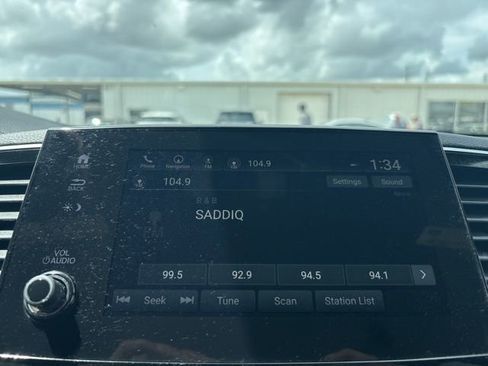 HOME
Phone Navigation FM FM 104.9 1:34
BACK
104.9 Settings Sound
R & B
SADDIQ
VOL
AUDIO
99.5 92.9 94.5 94.1
Seek Tune Scan Station List